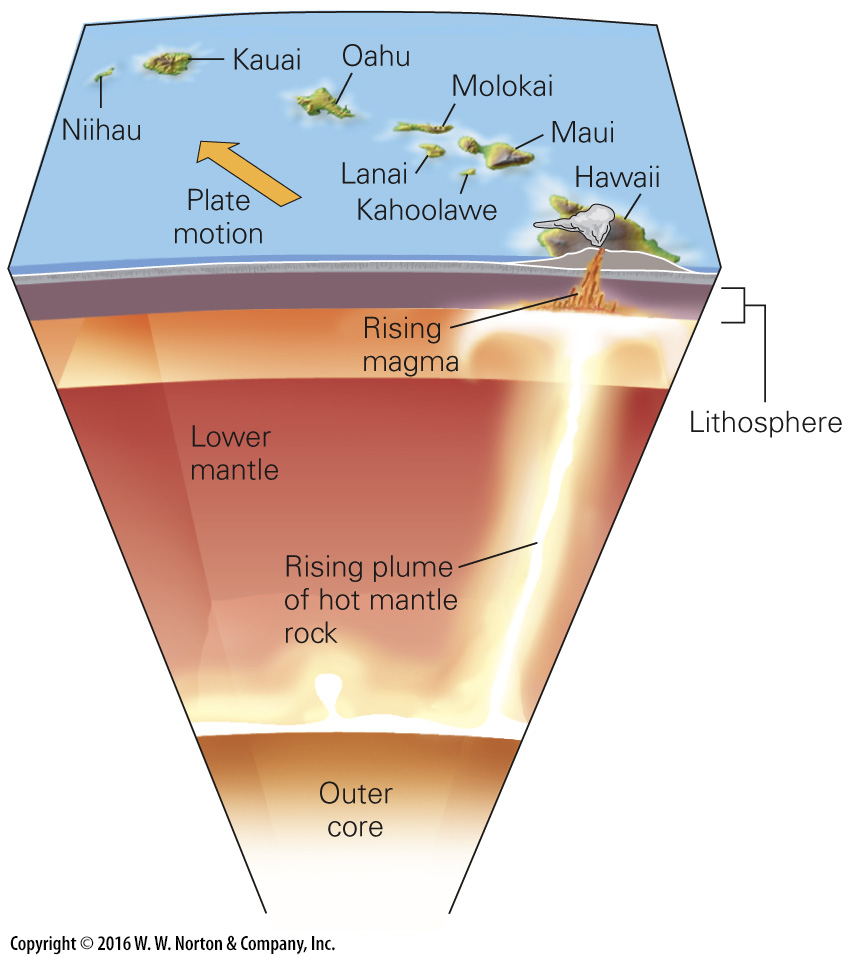 Kauai
Oahu
Molokai
Niihau
Maui
Lanai
Hawaii
Kahoolawe
Plate
motion
Rising
magma
Lithosphere
Lower
mantle
Rising plume
of hot mantle
rock
Outer
core
Copyright © 2016 W. W. Norton & Company, Inc.